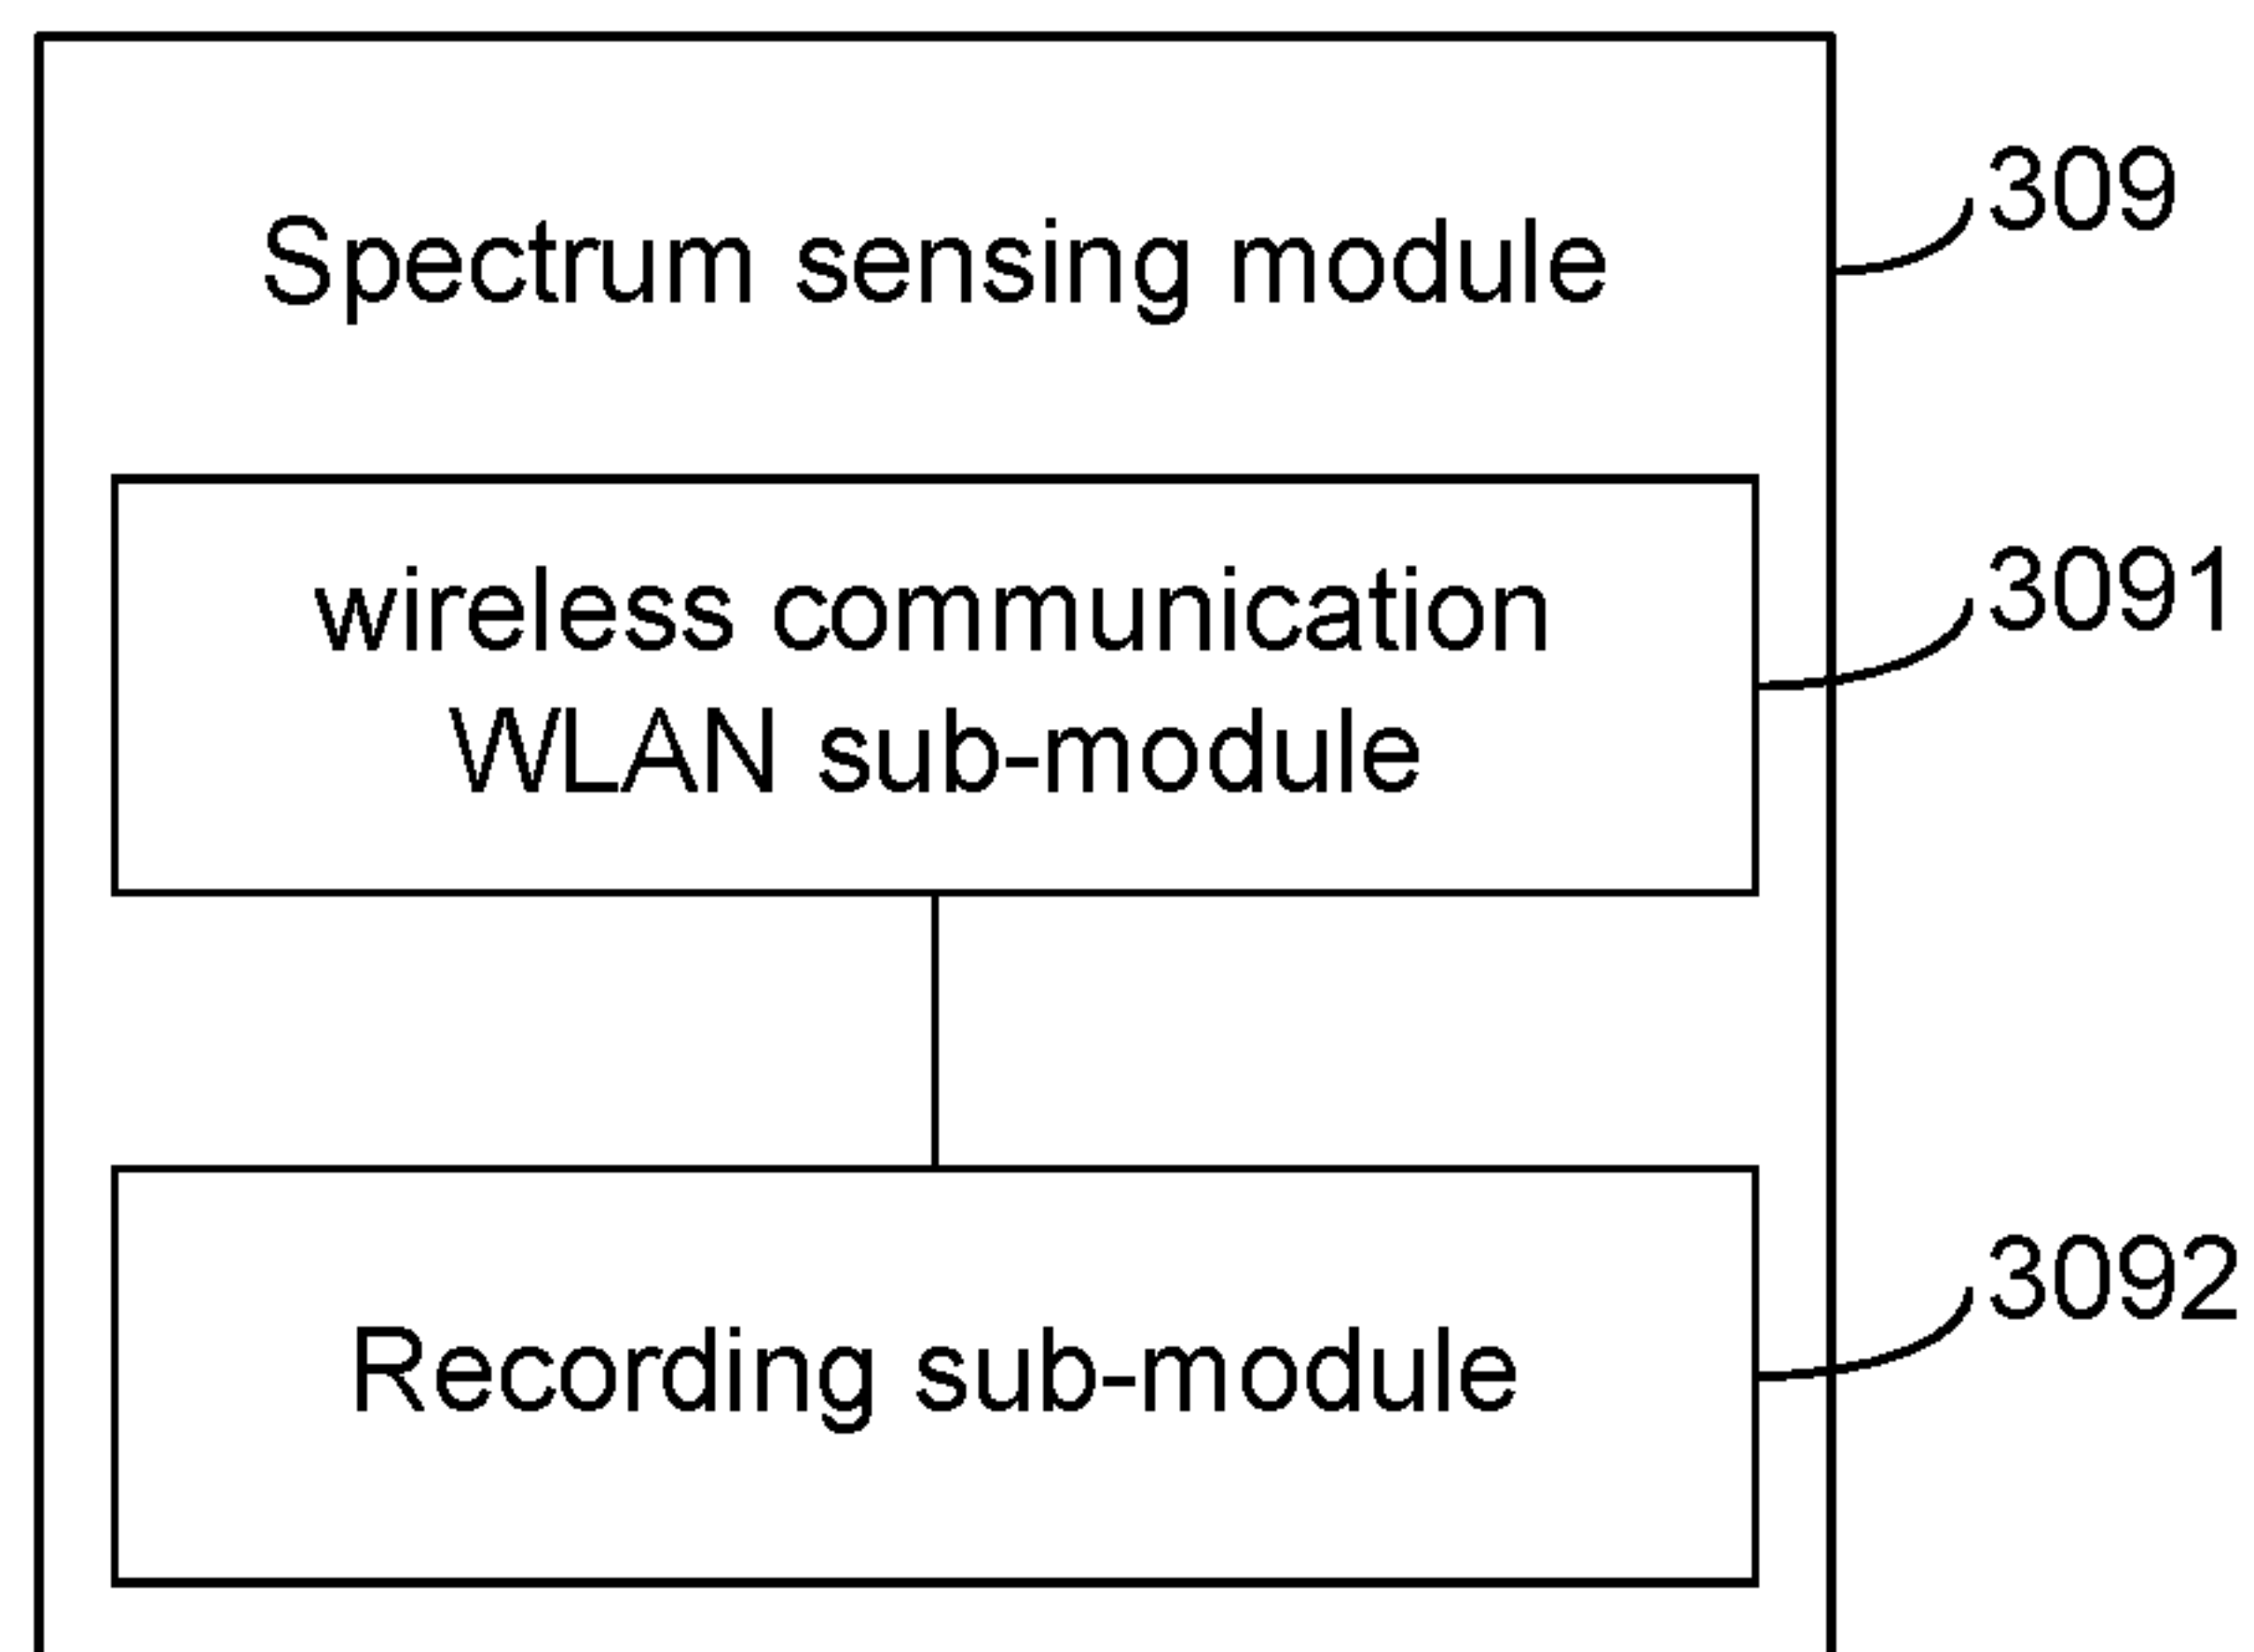 Spectrum sensing module
309
wireless communication
WLAN sub-module
3091
Recording sub-module
3092